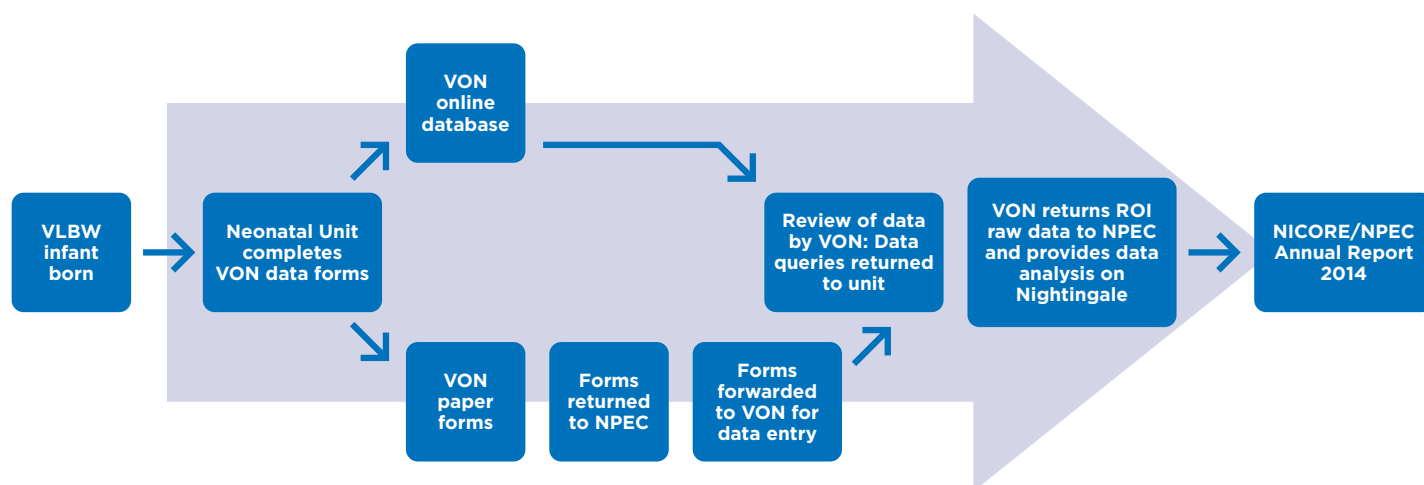 VLBW
infant
born
Neonatal Unit
completes
VON data forms
VON
online
database
VON
paper
forms
Forms
returned
to NPEC
Forms
forwarded
to VON for
data entry
Review of data
by VON: Data
queries returned
to unit
VON returns ROI
raw data to NPEC
and provides data
analysis on
Nightingale
NICORE/NPEC
Annual Report
2014